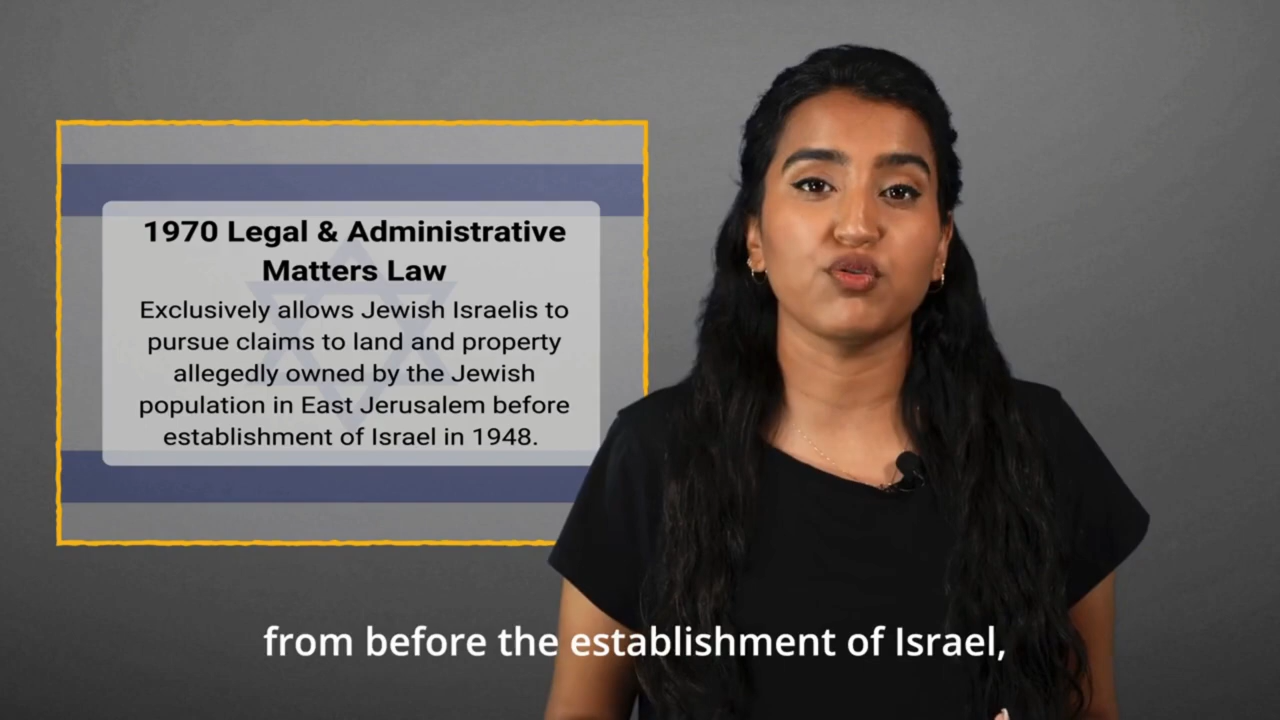 1970 Legal & Administrative
Matters Law
Exclusively allows Jewish Israelis to
pursue claims to land and property
allegedly owned by the Jewish
population in East Jerusalem before
establishment of Israel in 1948.
from before the establishment of Israel,